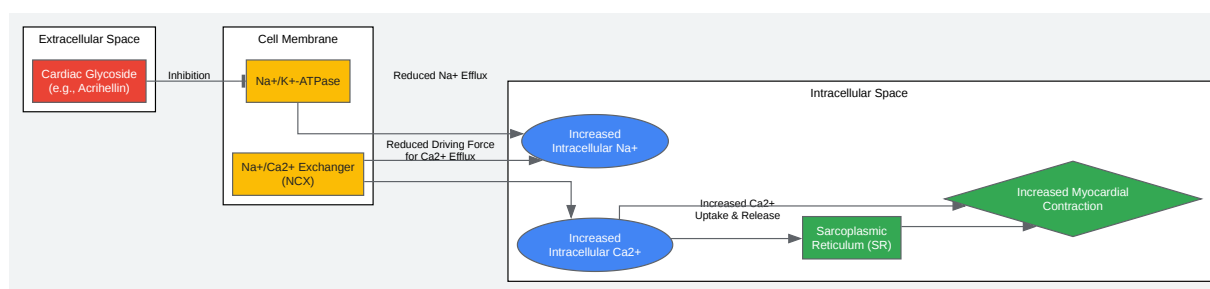 Extracellular Space
Cardiac Glycoside
(e.g., Acrihellin)
Inhibition
Cell Membrane
Na+/K+-ATPase
Reduced Na+ Efflux
Na+/Ca2+ Exchanger
(NCX)
Reduced Driving Force
for Ca2+ Efflux
Intracellular Space
Increased
Intracellular Na+
Increased
Intracellular Ca2+
Increased Ca2+
Uptake & Release
Sarcoplasmic
Reticulum (SR)
Increased Myocardial
Contraction